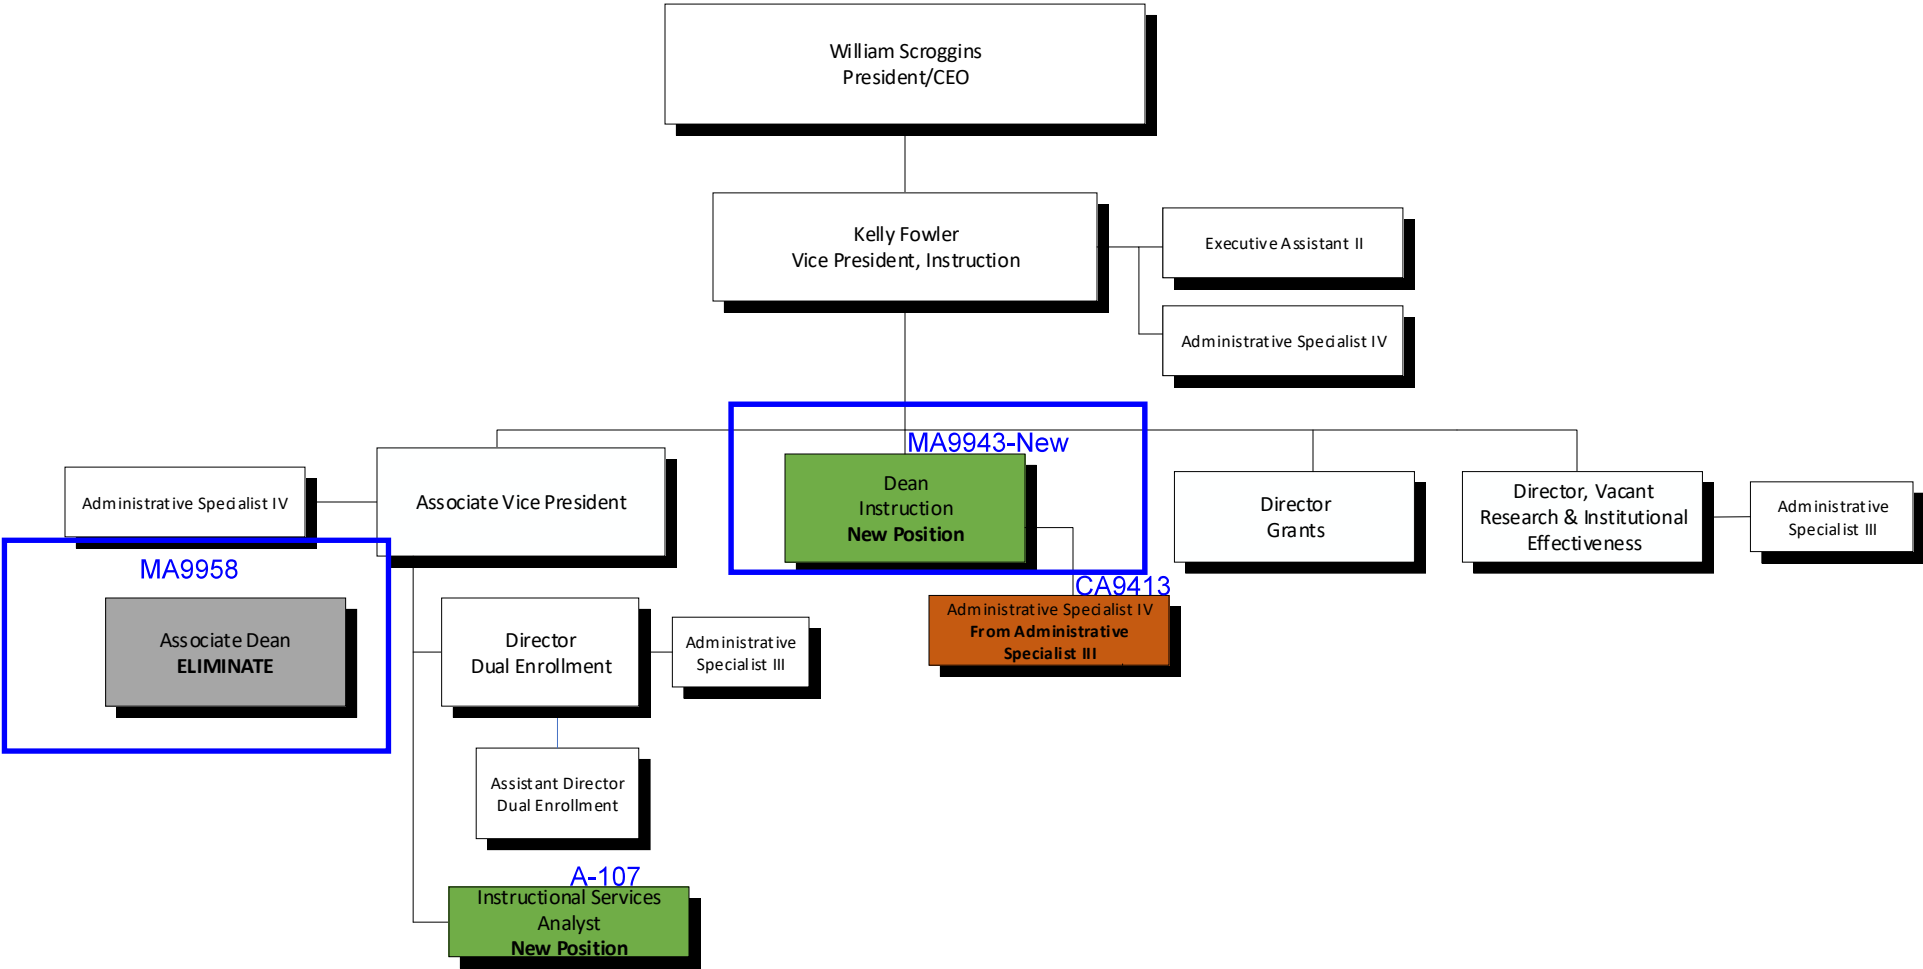 William Scroggins
President/CEO
Kelly Fowler
Vice President, Instruction
Executive Assistant II
Administrative Specialist IV
MA9943-New
Administrative Specialist IV
Associate Vice President
Dean
Instruction
New Position
Director
Grants
Director, Vacant
Research & Institutional
Effectiveness
Administrative
Specialist III
MA9958
CA9413
Associate Dean
ELIMINATE
Director
Dual Enrollment
Administrative
Specialist III
Administrative Specialist IV
From Administrative
Specialist III
Assistant Director
Dual Enrollment
A-107
Instructional Services
Analyst
New Position